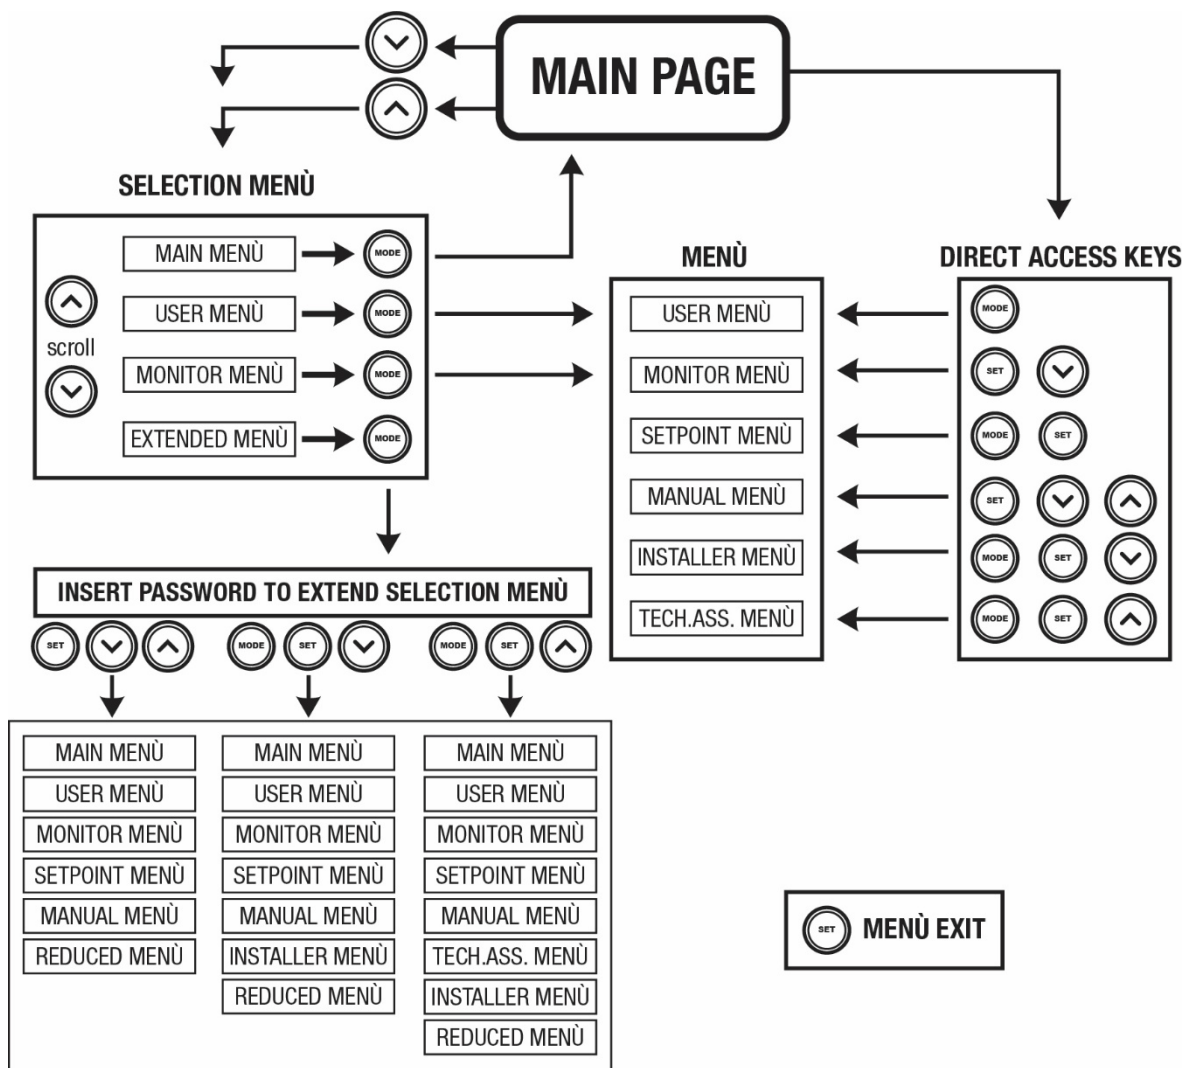 MAIN PAGE
SELECTION MENÙ
MAIN MENÙ MODE
USER MENÙ MODE
scroll
MONITOR MENÙ MODE
EXTENDED MENÙ MODE
MENÙ
USER MENÙ
MONITOR MENÙ
SETPOINT MENÙ
MANUAL MENÙ
INSTALLER MENÙ
TECH.ASS. MENÙ
DIRECT ACCESS KEYS
MODE
SET
MODE SET
SET
MODE SET
MODE SET
INSERT PASSWORD TO EXTEND SELECTION MENÙ
SET
MODE SET
MODE SET
MAIN MENÙ
USER MENÙ
MONITOR MENÙ
SETPOINT MENÙ
MANUAL MENÙ
REDUCED MENÙ
MAIN MENÙ
USER MENÙ
MONITOR MENÙ
SETPOINT MENÙ
MANUAL MENÙ
INSTALLER MENÙ
REDUCED MENÙ
MAIN MENÙ
USER MENÙ
MONITOR MENÙ
SETPOINT MENÙ
MANUAL MENÙ
TECH.ASS. MENÙ
INSTALLER MENÙ
REDUCED MENÙ
SET MENÙ EXIT